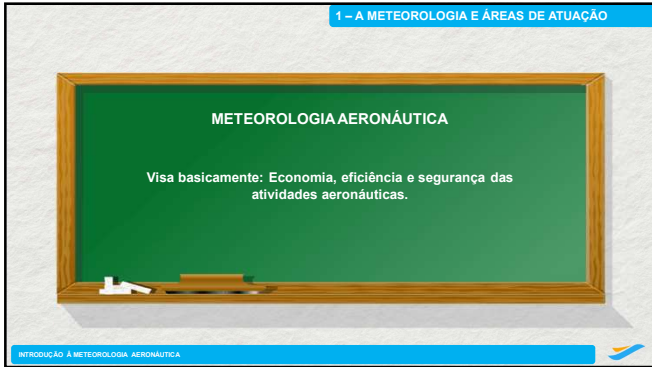 1 – A METEOROLOGIA E ÁREAS DE ATUAÇÃO
METEOROLOGIA AERONÁUTICA
Visa basicamente: Economia, eficiência e segurança das
atividades aeronáuticas.
INTRODUÇÃO À METEOROLOGIA AERONÁUTICA